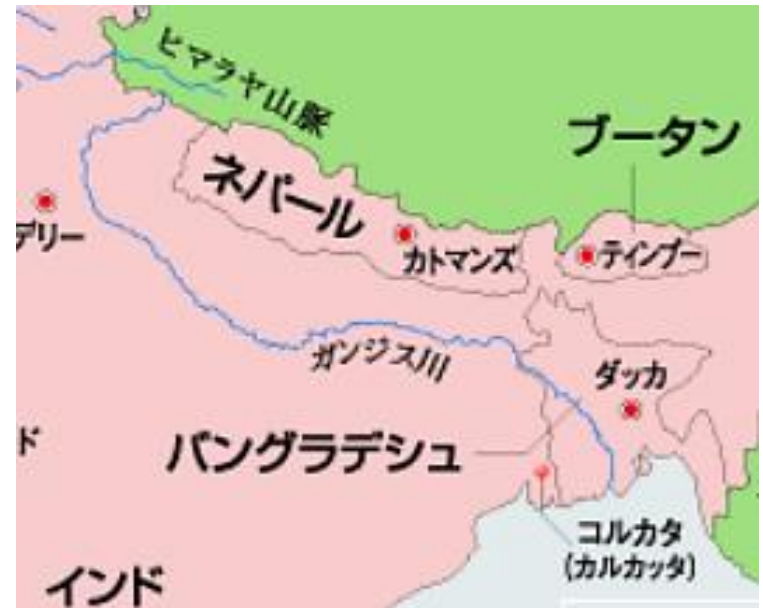 ヒマラヤ山脈
ブータン
ネパール
デリー
カトマンズ
ティンプー
ガンジス川
ダッカ
ド
バングラデシュ
コルカタ
(カルカッタ)
インド